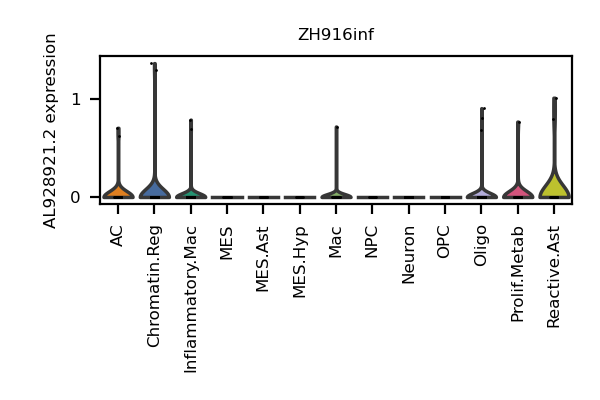 ZH916inf
AL928921.2 expression
1
0
AC
Chromatin.Reg
Inflammatory.Mac
MES
MES.Ast
MES.Hyp
Mac
NPC
Neuron
OPC
Oligo
Prolif.Metab
Reactive.Ast